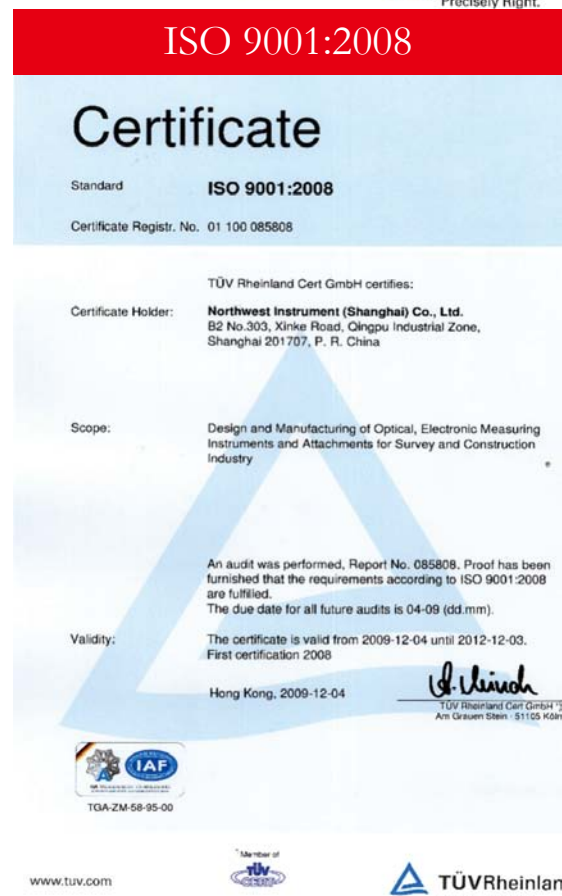 Precisely Right.
ISO 9001:2008
Certificate
Standard ISO 9001:2008
Certificate Registr. No. 01 100 085808
TÜV Rheinland Cert GmbH certifies:
Certificate Holder: Northwest Instrument (Shanghai) Co., Ltd.
B2 No.303, Xinke Road, Qingpu Industrial Zone,
Shanghai 201707, P. R. China
Scope: Design and Manufacturing of Optical, Electronic Measuring
Instruments and Attachments for Survey and Construction
Industry
An audit was performed, Report No. 085808. Proof has been
furnished that the requirements according to ISO 9001:2008
are fulfilled.
The due date for all future audits is 04-09 (dd.mm).
Validity: The certificate is valid from 2009-12-04 until 2012-12-03.
First certification 2008
Hong Kong, 2009-12-04
TÜV Rheinland Cert GmbH
Am Grauen Stein · 51105 Köln
IAF
TGA-ZM-58-95-00
Member of
TÜV
CERT
www.tuv.com
TÜVRheinlan